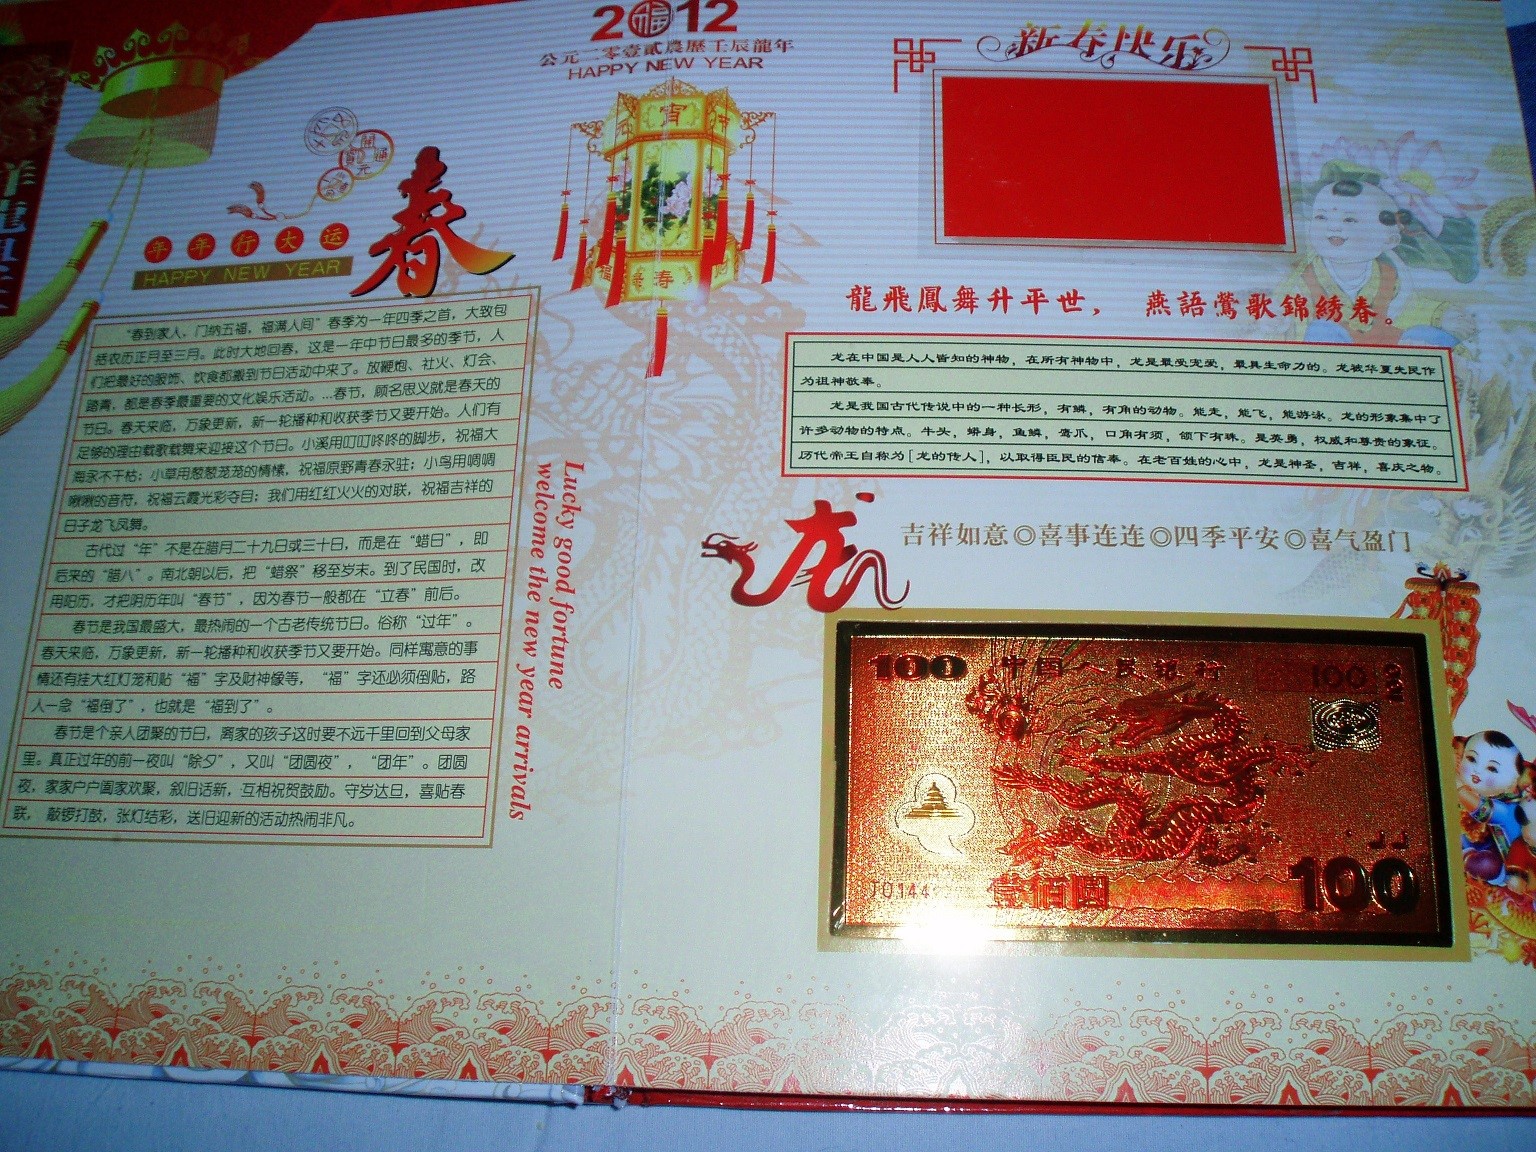 2012
福
公元二零壹贰農歷壬辰龍年
HAPPY NEW YEAR
年年行大运
HAPPY NEW YEAR
春
“春到家人，门纳五福，福满人间”春季为一年四季之首，大致包
括农历正月至三月。此时大地回春，这是一年中节日最多的季节，人
们把最好的服饰、饮食都搬到节日活动中来了。放鞭炮、社火、灯会、
踏青，都是春季最重要的文化娱乐活动。...春节，顾名思义就是春天的
节日。春天来临，万象更新，新一轮播种和收获季节又要开始。人们有
足够的理由载歌载舞来迎接这个节日。小溪用叮叮咚咚的脚步，祝福大
海永不干枯；小草用葱葱茏茏的情愫，祝福原野青春永驻；小鸟用啁啁
啾啾的音符，祝福云霞光彩夺目；我们用红红火火的对联，祝福吉祥的
日子龙飞凤舞。
古代过“年”不是在腊月二十九日或三十日，而是在“蜡日”，即
后来的“腊八”。南北朝以后，把“蜡祭”移至岁末。到了民国时，改
用阳历，才把阴历年叫“春节”，因为春节一般都在“立春”前后。
春节是我国最盛大，最热闹的一个古老传统节日。俗称“过年”。
春天来临，万象更新，新一轮播种和收获季节又要开始。同样寓意的事
情还有挂大红灯笼和贴“福”字及财神像等，“福”字还必须倒贴，路
人一念“福倒了”，也就是“福到了”。
春节是个亲人团聚的节日，离家的孩子这时要不远千里回到父母家
里。真正过年的前一夜叫“除夕”，又叫“团圆夜”，“团年”。团圆
夜，家家户户阖家欢聚，叙旧话新，互相祝贺鼓励。守岁达旦，喜贴春
联，敲锣打鼓，张灯结彩，送旧迎新的活动热闹非凡。
Lucky good fortune
welcome the new year arrivals
新春快乐
龍飛鳳舞升平世， 燕語鶯歌錦綉春。
龙在中国是人人皆知的神物，在所有神物中，龙是最受宠爱，最具生命力的。龙被华夏先民作
为祖神敬奉。
龙是我国古代传说中的一种长形，有鳞，有角的动物。能走，能飞，能游泳。龙的形象集中了
许多动物的特点。牛头，蟒身，鱼鳞，鹰爪，口角有须，颌下有珠。是英勇，权威和尊贵的象征。
历代帝王自称为[龙的传人]，以取得臣民的信奉。在老百姓的心中，龙是神圣，吉祥，喜庆之物。
龙
吉祥如意◎喜事连连◎四季平安◎喜气盈门
100 中国人民银行 100
J0144
壹佰圆
100